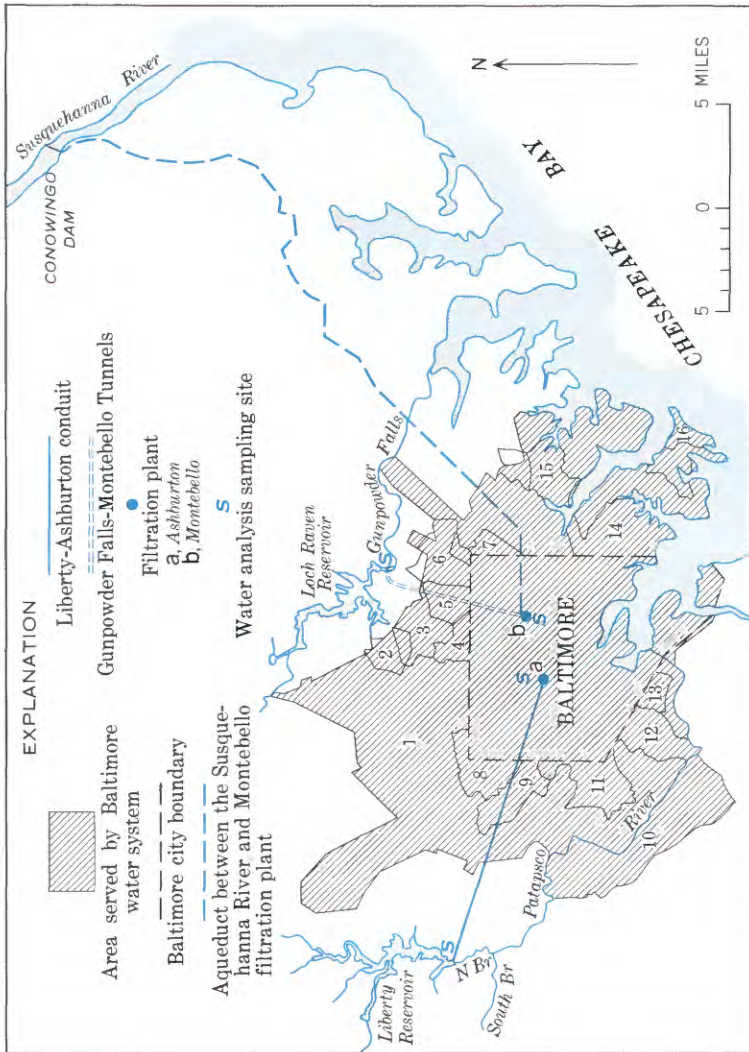 EXPLANATION
Area served by Baltimore
water system
Baltimore city boundary
Aqueduct between the Susque-
hanna River and Montebello
filtration plant
Liberty-Ashburton conduit
Gunpowder Falls-Montebello Tunnels
Filtration plant
a, Ashburton
b, Montebello
S
Water analysis sampling site
Susquehanna River
CONOWINGO
DAM
Loch Raven
Reservoir
Gunpowder Falls
S
Liberty
Reservoir
S
N Br
South Br
Patapsco River
BALTIMORE
S
a
b
S
1
2
3
4
5
6
7
8
9
10
11
12
13
14
15
16
CHESAPEAKE BAY
N
5 0 5 MILES